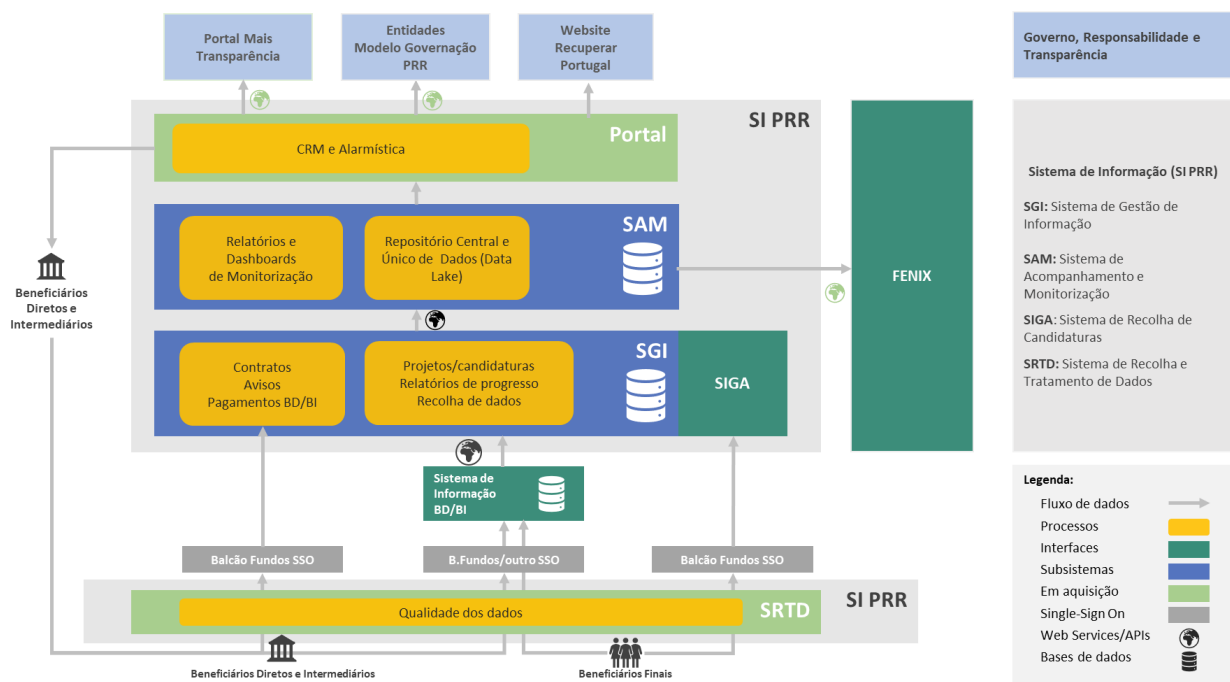 Portal Mais
Transparência
Entidades
Modelo Governação
PRR
Website
Recuperar
Portugal
Governo, Responsabilidade e
Transparência
SI PRR
Portal
CRM e Alarmística
SAM
Relatórios e
Dashboards
de Monitorização
Repositório Central e
Único de Dados (Data
Lake)
FENIX
Beneficiários
Diretos e
Intermediários
SGI
Contratos
Avisos
Pagamentos BD/BI
Projetos/candidaturas
Relatórios de progresso
Recolha de dados
SIGA
Sistema de
Informação
BD/BI
Balcão Fundos SSO
B.Fundos/outro SSO
Balcão Fundos SSO
SI PRR
Qualidade dos dados
SRTD
Beneficiários Diretos e Intermediários
Beneficiários Finais
Sistema de Informação (SI PRR)
SGI: Sistema de Gestão de
Informação
SAM: Sistema de
Acompanhamento e
Monitorização
SIGA: Sistema de Recolha de
Candidaturas
SRTD: Sistema de Recolha e
Tratamento de Dados
Legenda:
Fluxo de dados
Processos
Interfaces
Subsistemas
Em aquisição
Single-Sign On
Web Services/APIs
Bases de dados